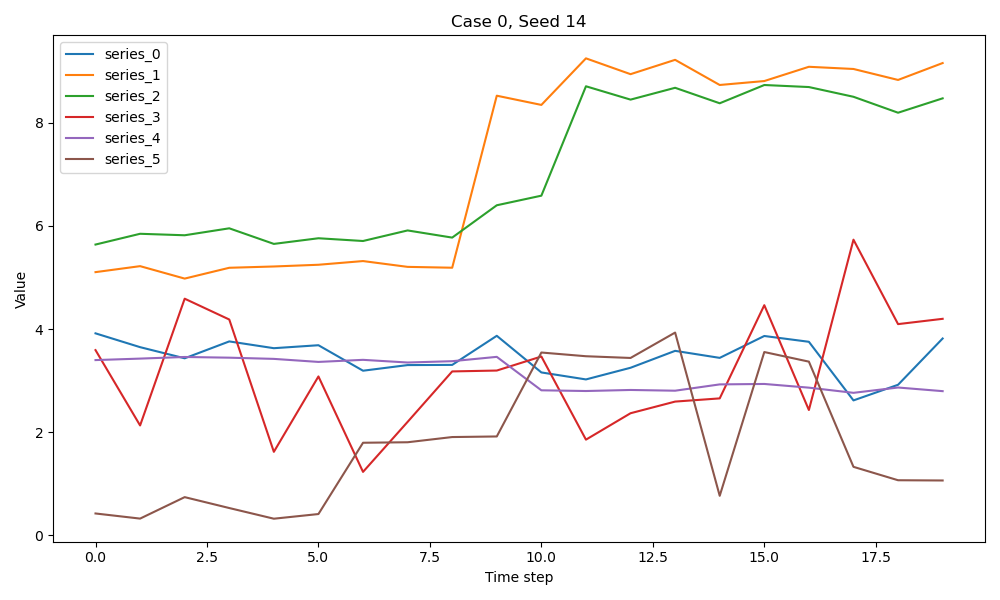 Case 0, Seed 14
series_0
series_1
series_2
series_3
series_4
series_5
Value
8
6
4
2
0
0.0 2.5 5.0 7.5 10.0 12.5 15.0 17.5
Time step